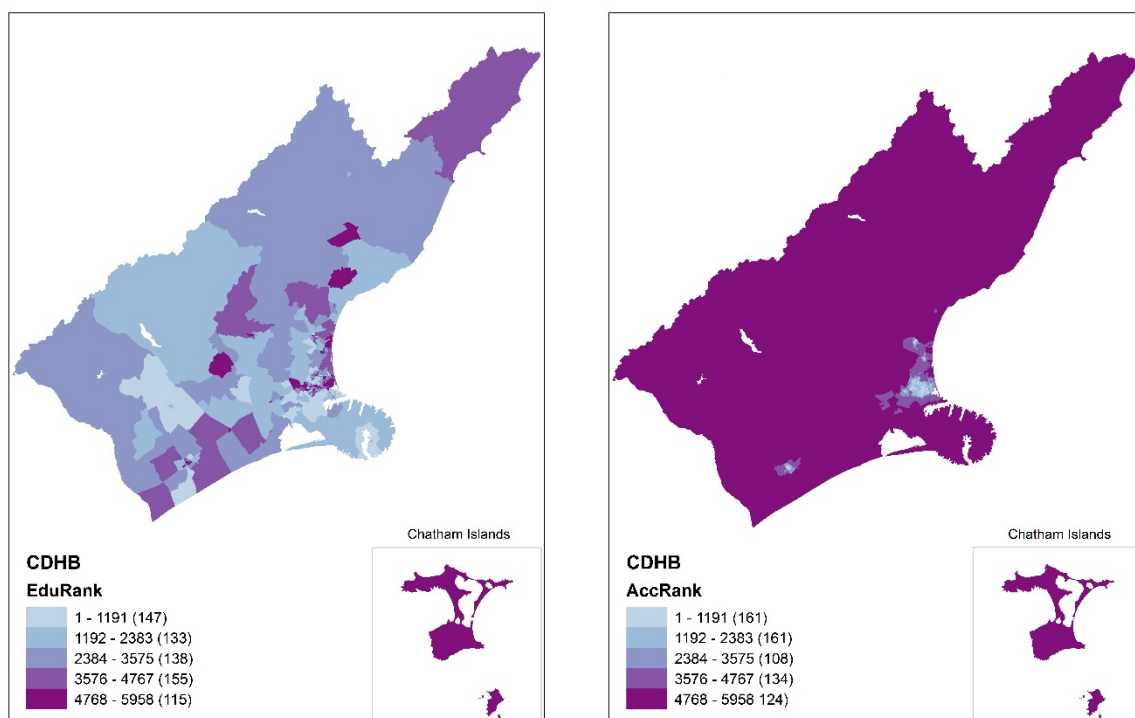 Chatham Islands
CDHB
EduRank
1 - 1191 (147)
1192 - 2383 (133)
2384 - 3575 (138)
3576 - 4767 (155)
4768 - 5958 (115)
Chatham Islands
CDHB
AccRank
1 - 1191 (161)
1192 - 2383 (161)
2384 - 3575 (108)
3576 - 4767 (134)
4768 - 5958 124)